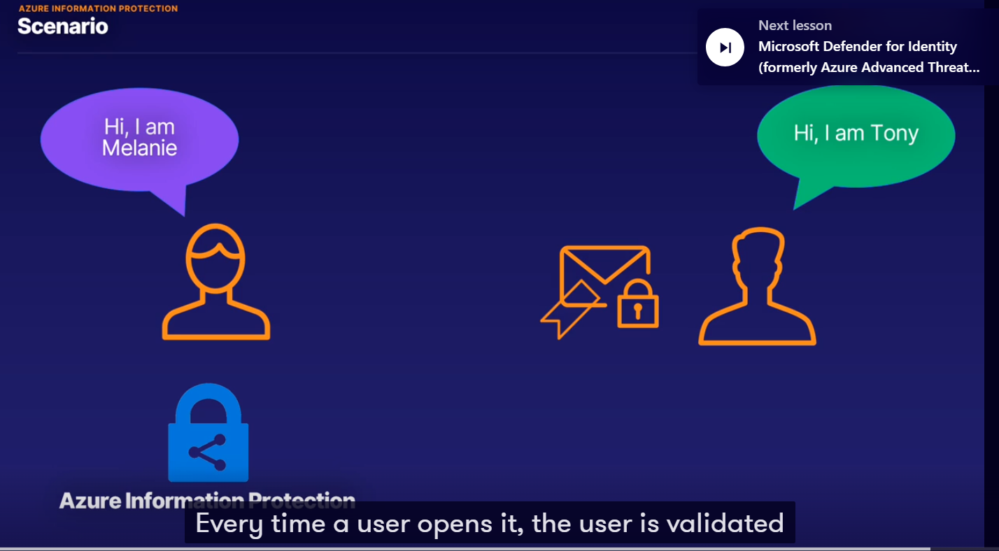 AZURE INFORMATION PROTECTION
Scenario
Next lesson
Microsoft Defender for Identity
(formerly Azure Advanced Threat...
Hi, I am
Melanie
Hi, I am Tony
Azure Information Protection
Every time a user opens it, the user is validated